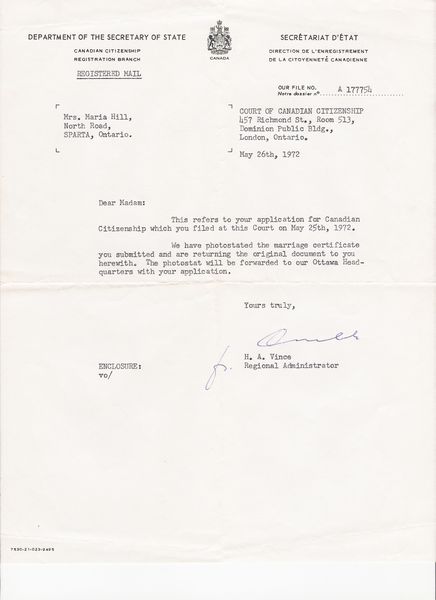 DEPARTMENT OF THE SECRETARY OF STATE
SECRÉTARIAT D'ÉTAT
CANADIAN CITIZENSHIP
REGISTRATION BRANCH
CANADA
DIRECTION DE L'ENREGISTREMENT
DE LA CITOYENNETÉ CANADIENNE
REGISTERED MAIL
OUR FILE NO.
Notre dossier nº A 177754
Mrs. Maria Hill,
North Road,
SPARTA, Ontario.
COURT OF CANADIAN CITIZENSHIP
457 Richmond St., Room 513,
Dominion Public Bldg.,
London, Ontario.
May 26th, 1972
Dear Madam:
This refers to your application for Canadian
Citizenship which you filed at this Court on May 25th, 1972.
We have photostated the marriage certificate
you submitted and are returning the original document to you
herewith. The photostat will be forwarded to our Ottawa Head-
quarters with your application.
Yours truly,
H. A. Vince
Regional Administrator
ENCLOSURE:
vo/
7530-21-023-9495